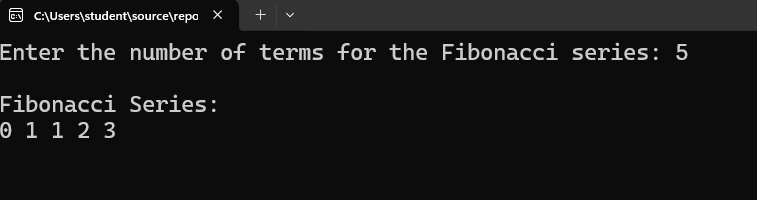 C:\Users\student\source\repo
Enter the number of terms for the Fibonacci series: 5
Fibonacci Series:
0 1 1 2 3